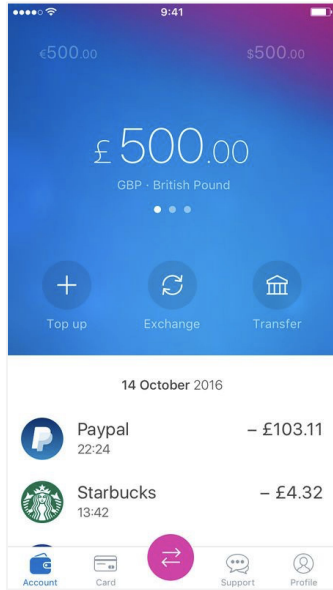 9:41
€500.00
$500.00
£500.00
GBP · British Pound
Top up
Exchange
Transfer
14 October 2016
Paypal
– £103.11
22:24
Starbucks
– £4.32
13:42
Account
Card
Support
Profile